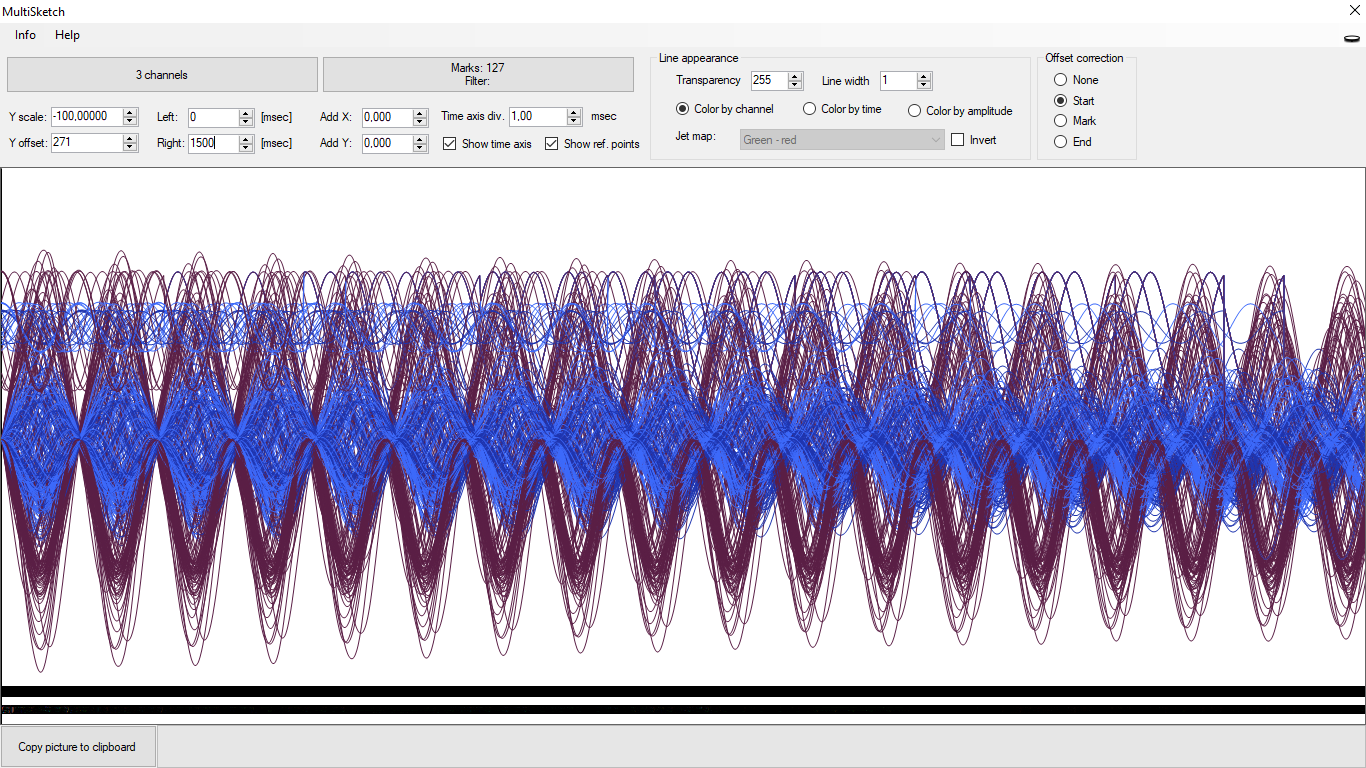 MultiSketch
Info Help
3 channels
Marks: 127
Filter:
Y scale: -100,00000
Y offset: 271
Left: 0 [msec]
Right: 1500 [msec]
Add X: 0,000
Add Y: 0,000
Time axis div. 1,00 msec
Show time axis Show ref. points
Line appearance
Transparency 255 Line width 1
Color by channel Color by time Color by amplitude
Jet map: Green - red Invert
Offset correction
None
Start
Mark
End
Copy picture to clipboard